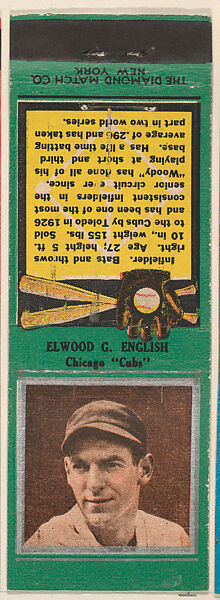 THE DIAMOND MATCH CO.
NEW YORK
Infielder. Bats and throws
right. Age 27; height 5 ft.
10 in., weight 155 lbs. Sold
to the Cubs by Toledo in 1926
and has been one of the most
consistent infielders in the
senior circuit ever since.
"Woody" has done all of his
playing at short and third
base. Has a life time batting
average of .296 and has taken
part in two world series.
ELWOOD G. ENGLISH
Chicago "Cubs"